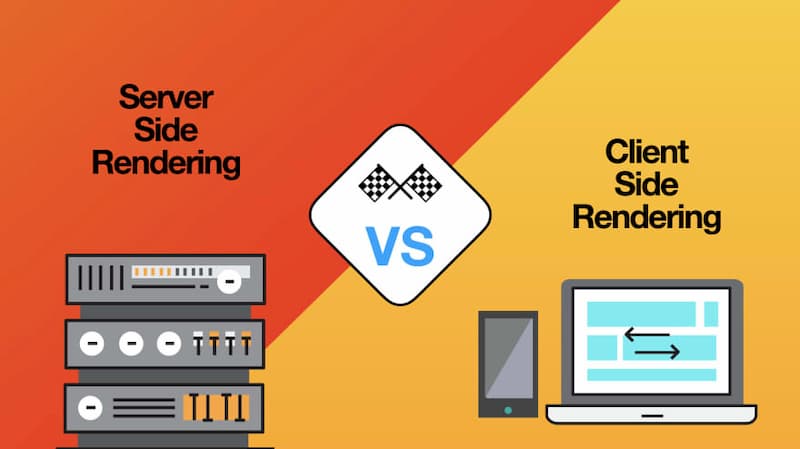 Server
Side
Rendering
VS
Client
Side
Rendering